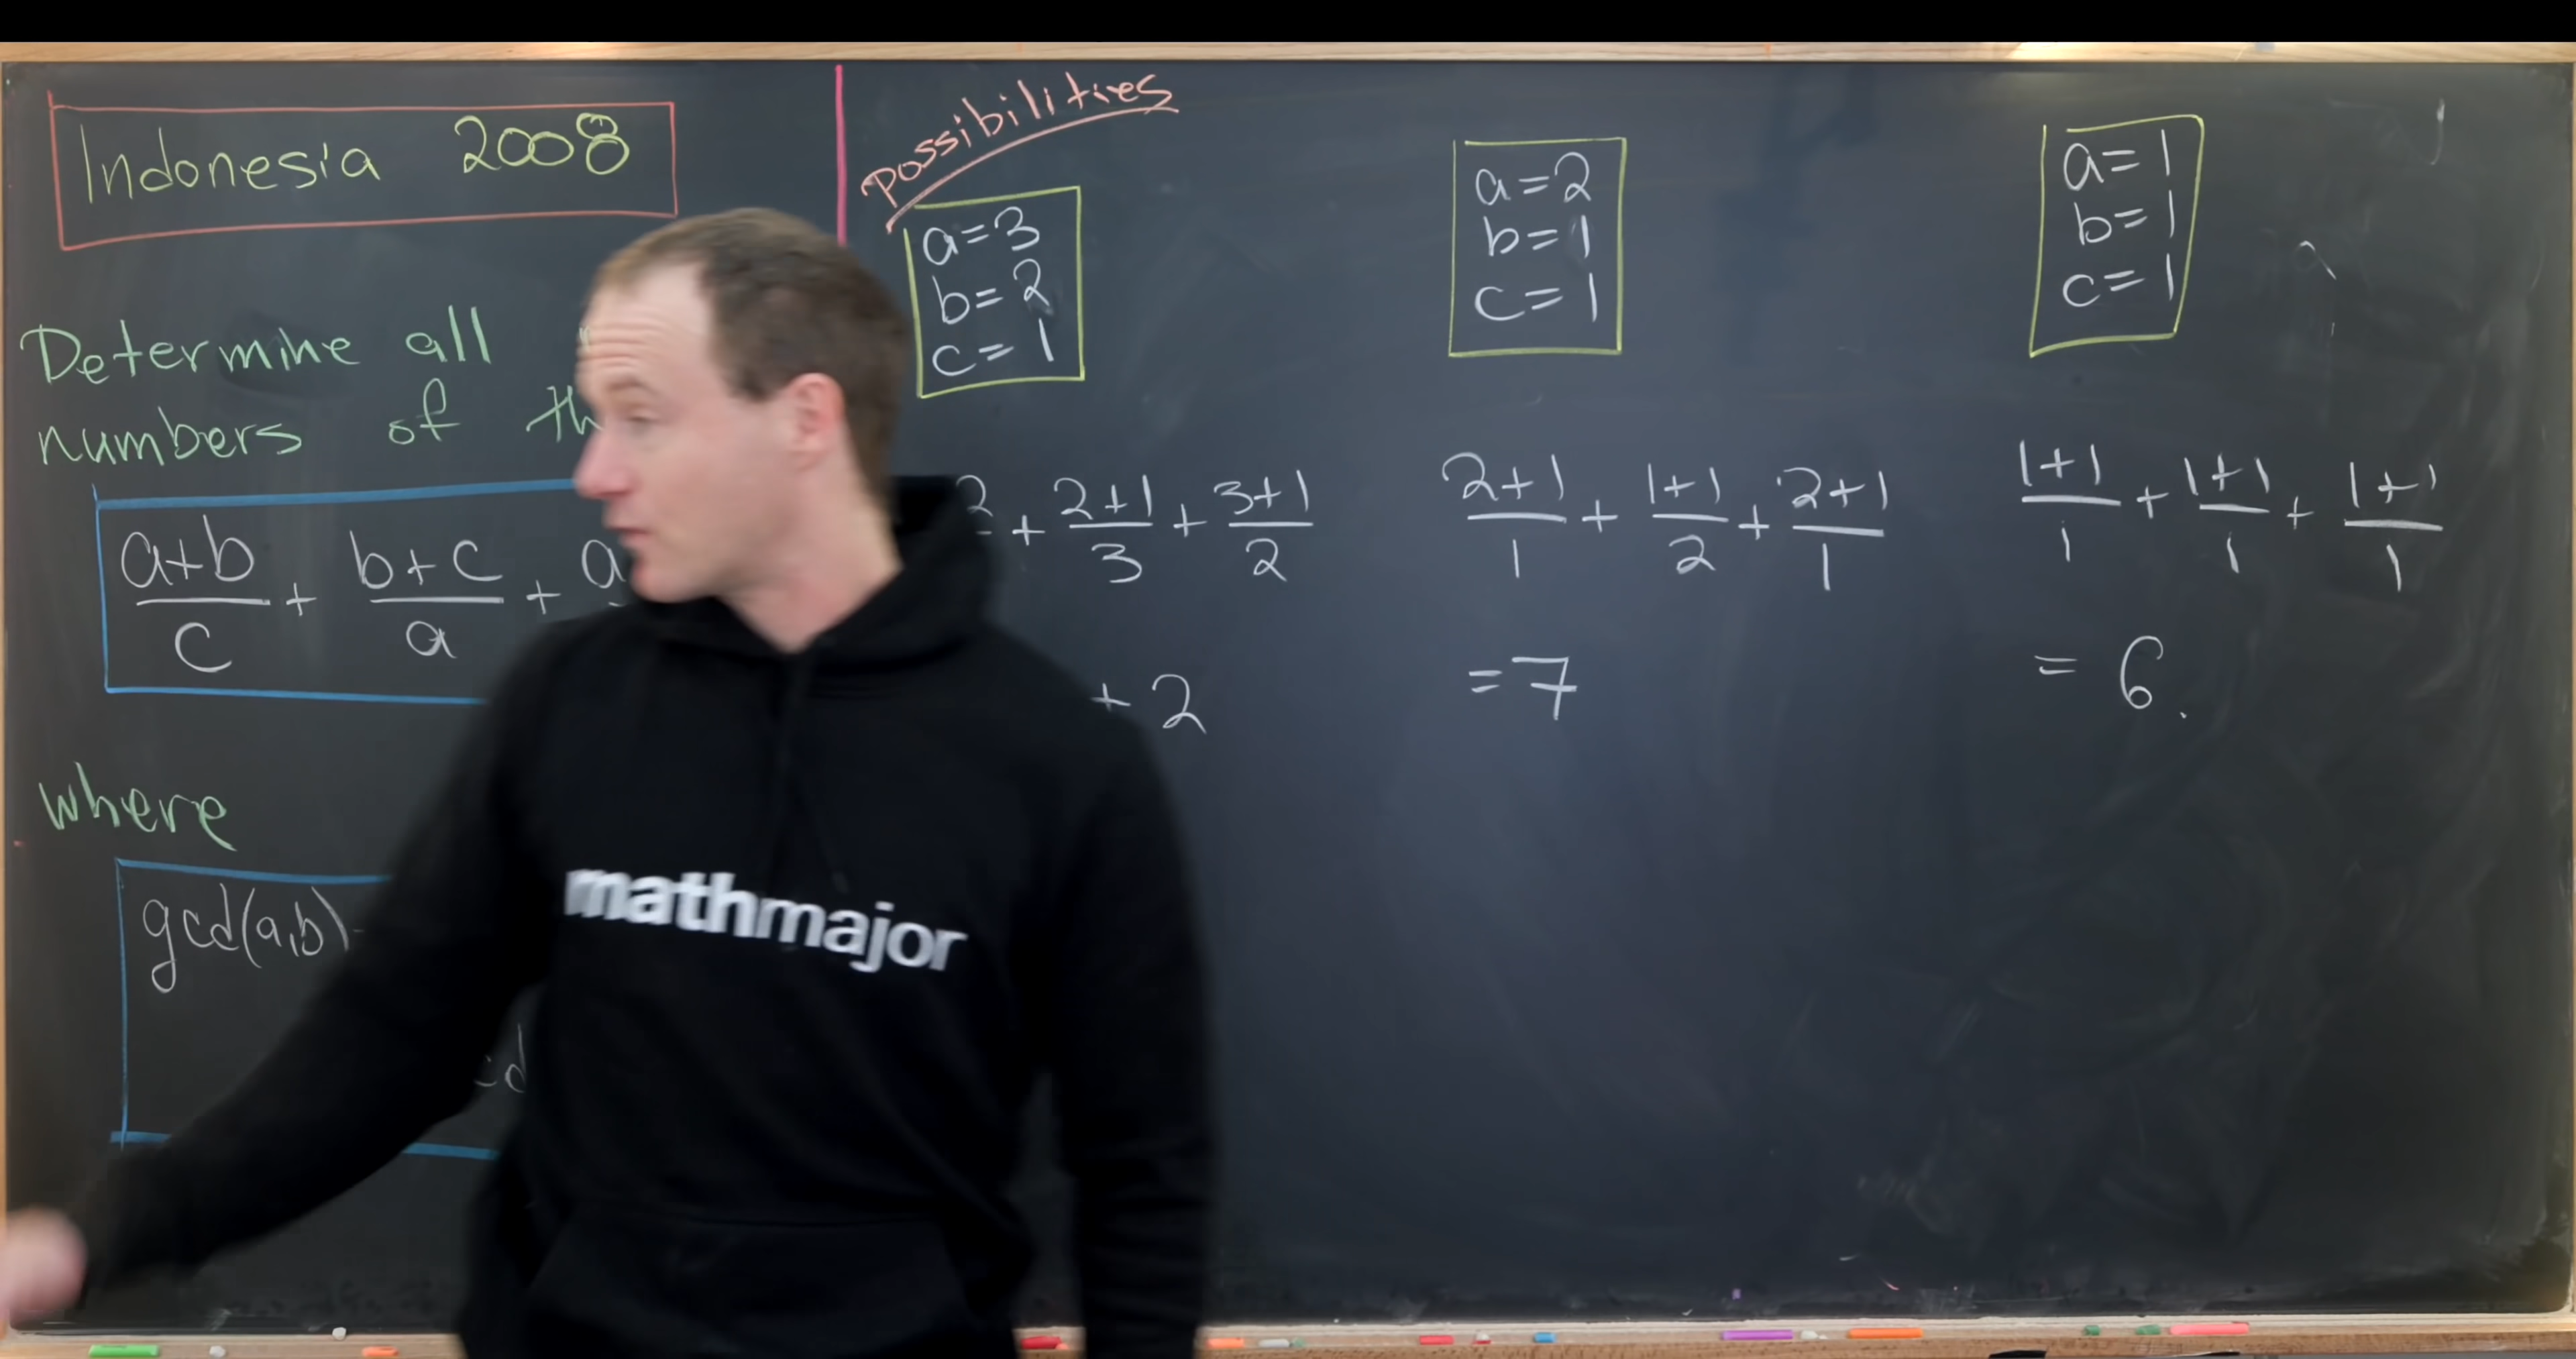 Indonesia 2008
Determine all
numbers of
a+b/c + b+c/a + a
where
gcd(a,b)
possibilities
a=3
b=2
c=1
2 + 2+1/3 + 3+1/2
+ 2
a=2
b=1
c=1
2+1/1 + 1+1/2 + 2+1/1
=7
a=1
b=1
c=1
1+1/1 + 1+1/1 + 1+1/1
= 6.
mathmajor